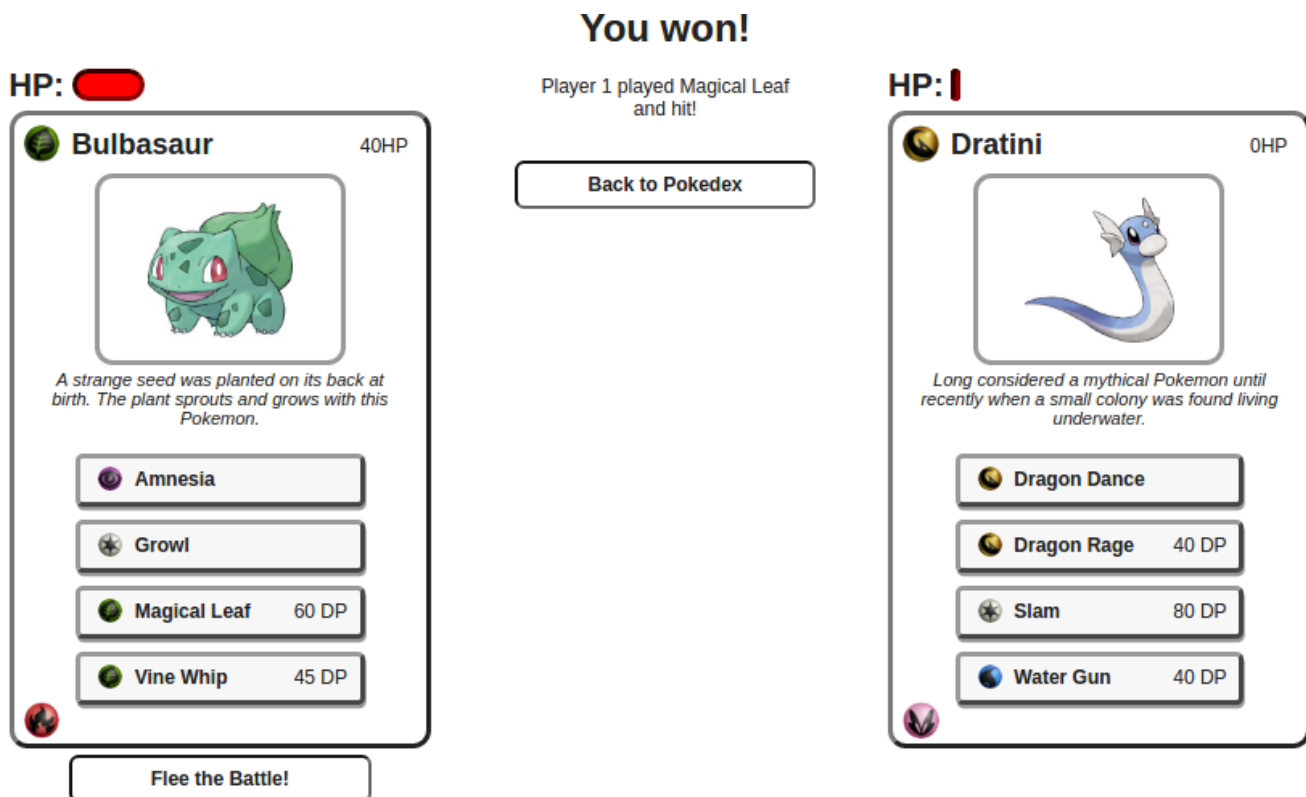 You won!
HP:
Bulbasaur 40HP
A strange seed was planted on its back at
birth. The plant sprouts and grows with this
Pokemon.
Amnesia
Growl
Magical Leaf 60 DP
Vine Whip 45 DP
Flee the Battle!
Player 1 played Magical Leaf
and hit!
Back to Pokedex
HP:
Dratini 0HP
Long considered a mythical Pokemon until
recently when a small colony was found living
underwater.
Dragon Dance
Dragon Rage 40 DP
Slam 80 DP
Water Gun 40 DP